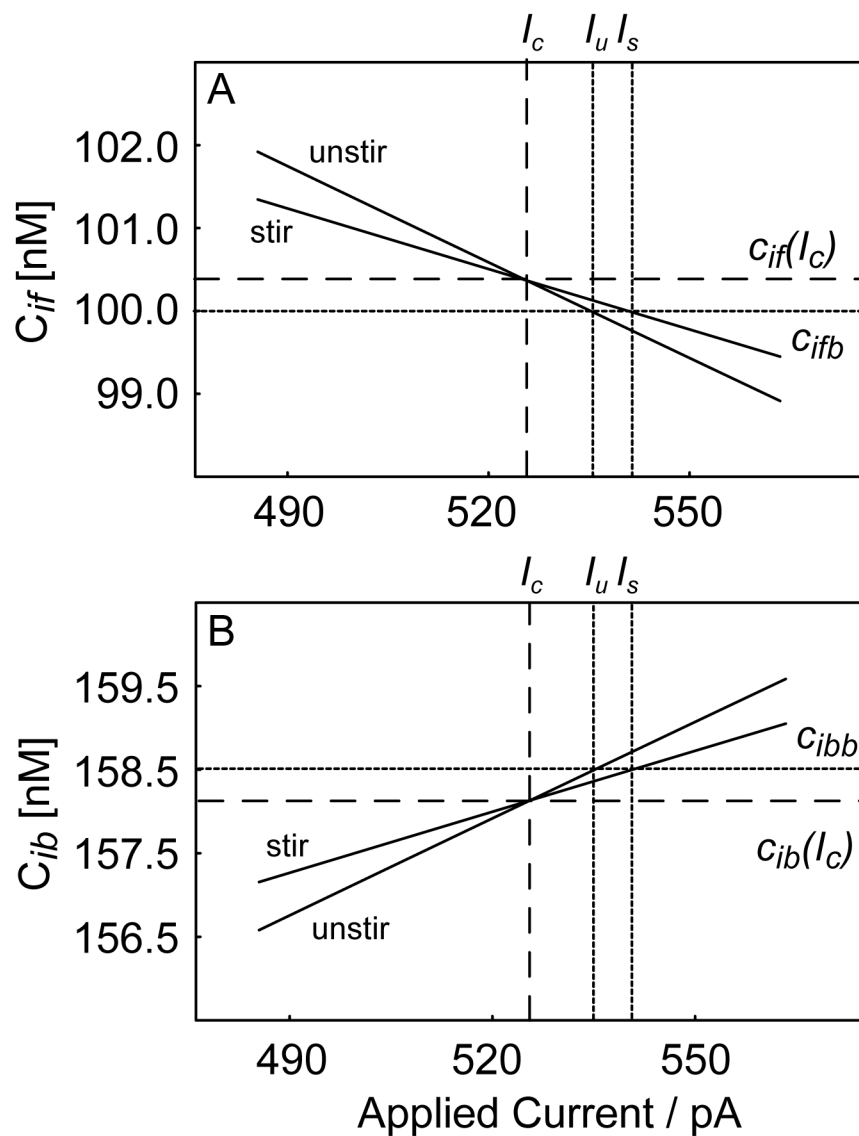 I_c I_u I_s
A
102.0
unstir
101.0
stir
c_if(I_c)
100.0
c_ifb
99.0
C_if [nM]
490 520 550
I_c I_u I_s
B
159.5
c_ibb
158.5
157.5
stir
c_ib(I_c)
156.5
unstir
C_ib [nM]
490 520 550
Applied Current / pA